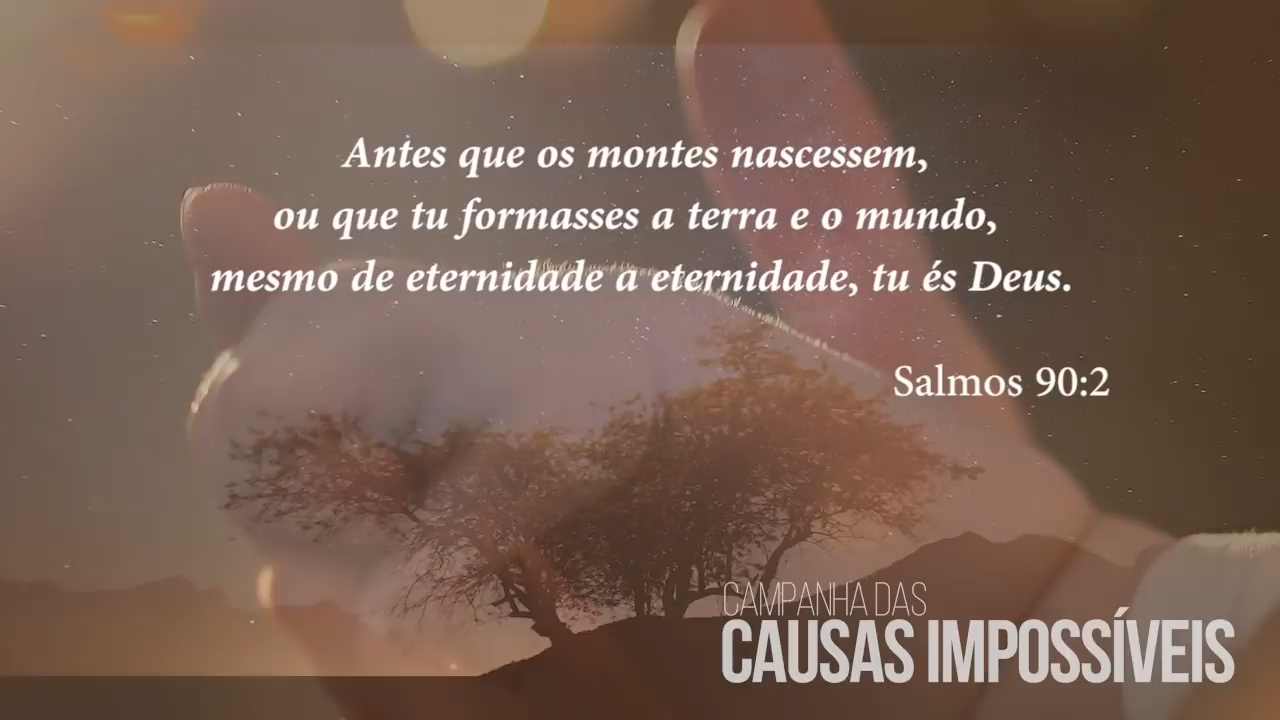 Antes que os montes nascessem,
ou que tu formasses a terra e o mundo,
mesmo de eternidade a eternidade, tu és Deus.
Salmos 90:2
CAMPANHA DAS
CAUSAS IMPOSSÍVEIS